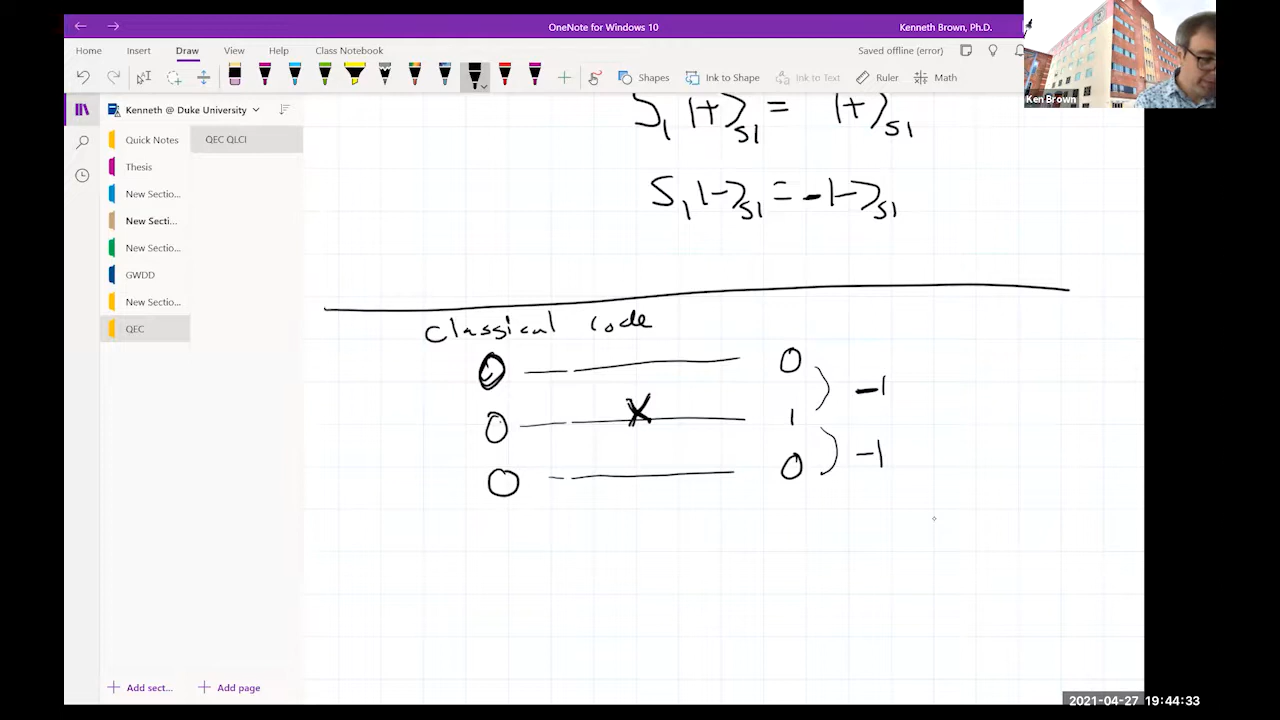 OneNote for Windows 10
Kenneth Brown, Ph.D.
Home Insert Draw View Help Class Notebook
Saved offline (error)
Shapes Ink to Shape Ink to Text Ruler Math
Ken Brown
Kenneth @ Duke University
Quick Notes
Thesis
New Sectio...
New Secti...
New Sectio...
GWDD
New Sectio...
QEC
QEC QLCI
S₁ |+⟩S1 = |+⟩S1
S₁ |-⟩S1 = -|-⟩S1
Classical code
0 0
-1
0 X 1
-1
0 0
Add sect... Add page
2021-04-27 19:44:33